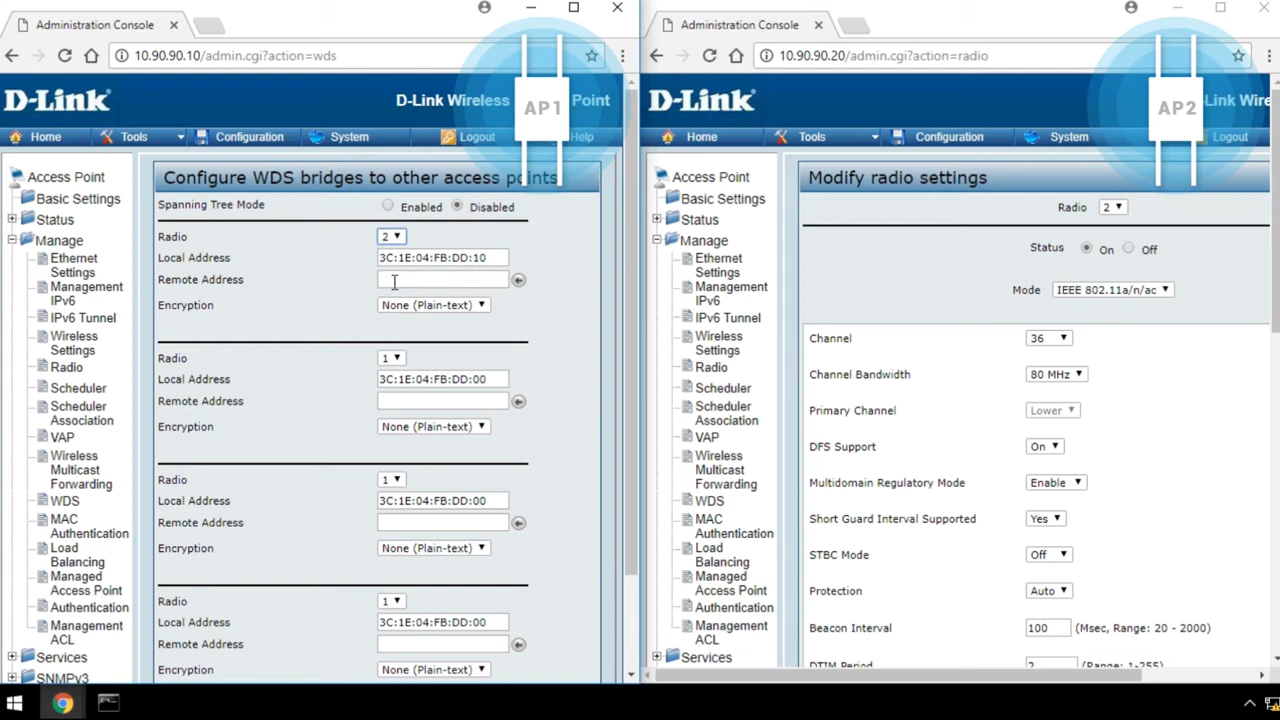 Administration Console
10.90.90.10/admin.cgi?action=wds
D-Link
D-Link Wireless
Point
AP1
Home
Tools
Configuration
System
Logout
Help
Access Point
Basic Settings
Status
Manage
Ethernet
Settings
Management
IPv6
IPv6 Tunnel
Wireless
Settings
Radio
Scheduler
Scheduler
Association
VAP
Wireless
Multicast
Forwarding
WDS
MAC
Authentication
Load
Balancing
Managed
Access Point
Authentication
Management
ACL
Services
SNMPv3
Configure WDS bridges to other access points
Spanning Tree Mode Enabled Disabled
Radio 2
Local Address 3C:1E:04:FB:DD:10
Remote Address
Encryption None (Plain-text)
Radio 1
Local Address 3C:1E:04:FB:DD:00
Remote Address
Encryption None (Plain-text)
Radio 1
Local Address 3C:1E:04:FB:DD:00
Remote Address
Encryption None (Plain-text)
Radio 1
Local Address 3C:1E:04:FB:DD:00
Remote Address
Encryption None (Plain-text)
Administration Console
10.90.90.20/admin.cgi?action=radio
D-Link
-Link Wire
AP2
Home
Tools
Configuration
System
Logout
Access Point
Basic Settings
Status
Manage
Ethernet
Settings
Management
IPv6
IPv6 Tunnel
Wireless
Settings
Radio
Scheduler
Scheduler
Association
VAP
Wireless
Multicast
Forwarding
WDS
MAC
Authentication
Load
Balancing
Managed
Access Point
Authentication
Management
ACL
Services
Modify radio settings
Radio 2
Status On Off
Mode IEEE 802.11a/n/ac
Channel 36
Channel Bandwidth 80 MHz
Primary Channel Lower
DFS Support On
Multidomain Regulatory Mode Enable
Short Guard Interval Supported Yes
STBC Mode Off
Protection Auto
Beacon Interval 100 (Msec, Range: 20 - 2000)
DTIM Period 2 (Range: 1-255)